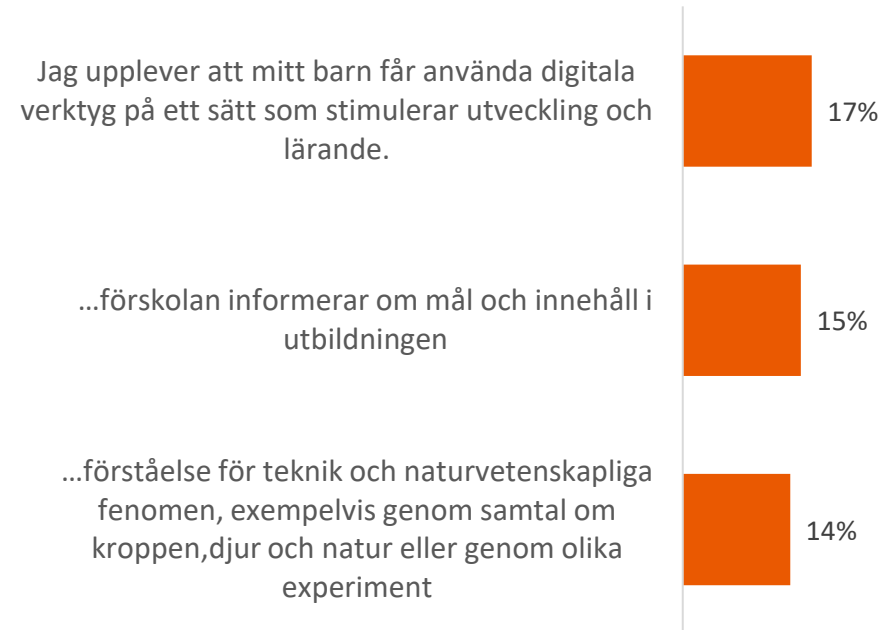 Jag upplever att mitt barn får använda digitala
verktyg på ett sätt som stimulerar utveckling och
lärande.
17%
...förskolan informerar om mål och innehåll i
utbildningen
15%
...förståelse för teknik och naturvetenskapliga
fenomen, exempelvis genom samtal om
kroppen,djur och natur eller genom olika
experiment
14%